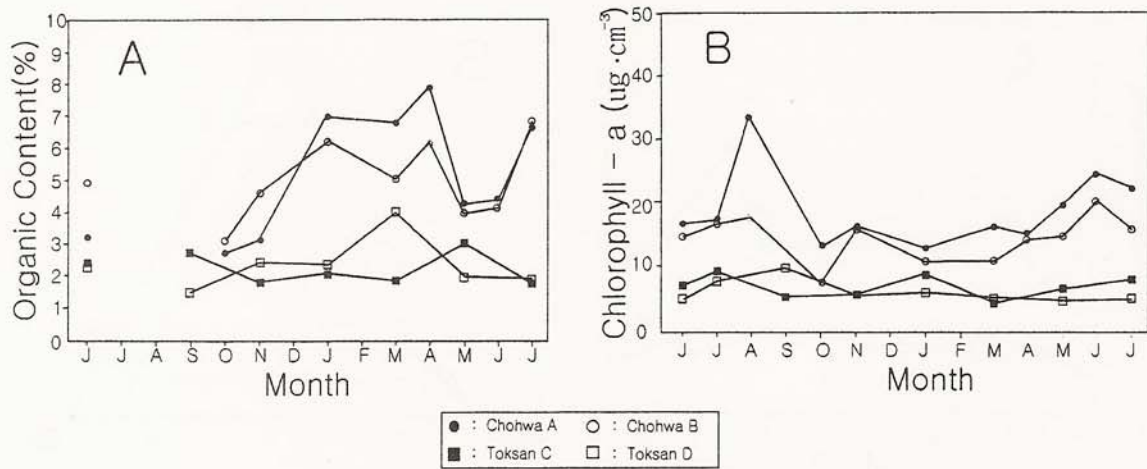 A
Organic Content(%)
10
9
8
7
6
5
4
3
2
1
0
J J A S O N D J F M A M J J
Month
B
Chlorophyll - a (ug·cm⁻³)
50
40
30
20
10
0
J J A S O N D J F M A M J J
Month
● : Chohwa A ○ : Chohwa B
■ : Toksan C □ : Toksan D